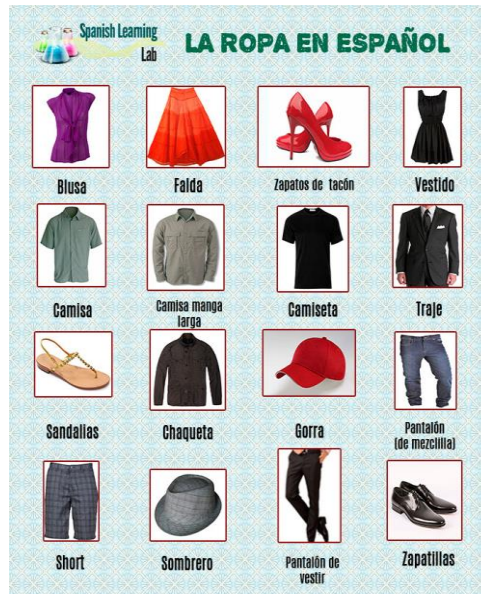 Spanish Learning
Lab
LA ROPA EN ESPAÑOL
Blusa
Falda
Zapatos de tacón
Vestido
Camisa
Camisa manga
larga
Camiseta
Traje
Sandalias
Chaqueta
Gorra
Pantalón
(de mezclilla)
Short
Sombrero
Pantalón de
vestir
Zapatillas